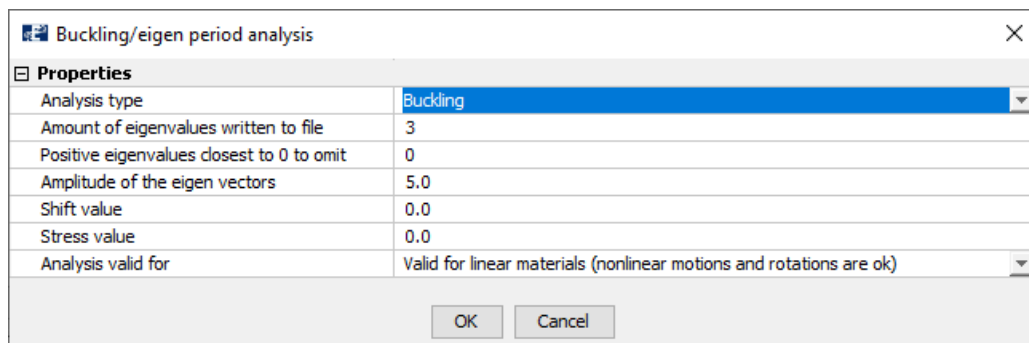 Buckling/eigen period analysis
Properties
Analysis type Buckling
Amount of eigenvalues written to file 3
Positive eigenvalues closest to 0 to omit 0
Amplitude of the eigen vectors 5.0
Shift value 0.0
Stress value 0.0
Analysis valid for Valid for linear materials (nonlinear motions and rotations are ok)
OK Cancel